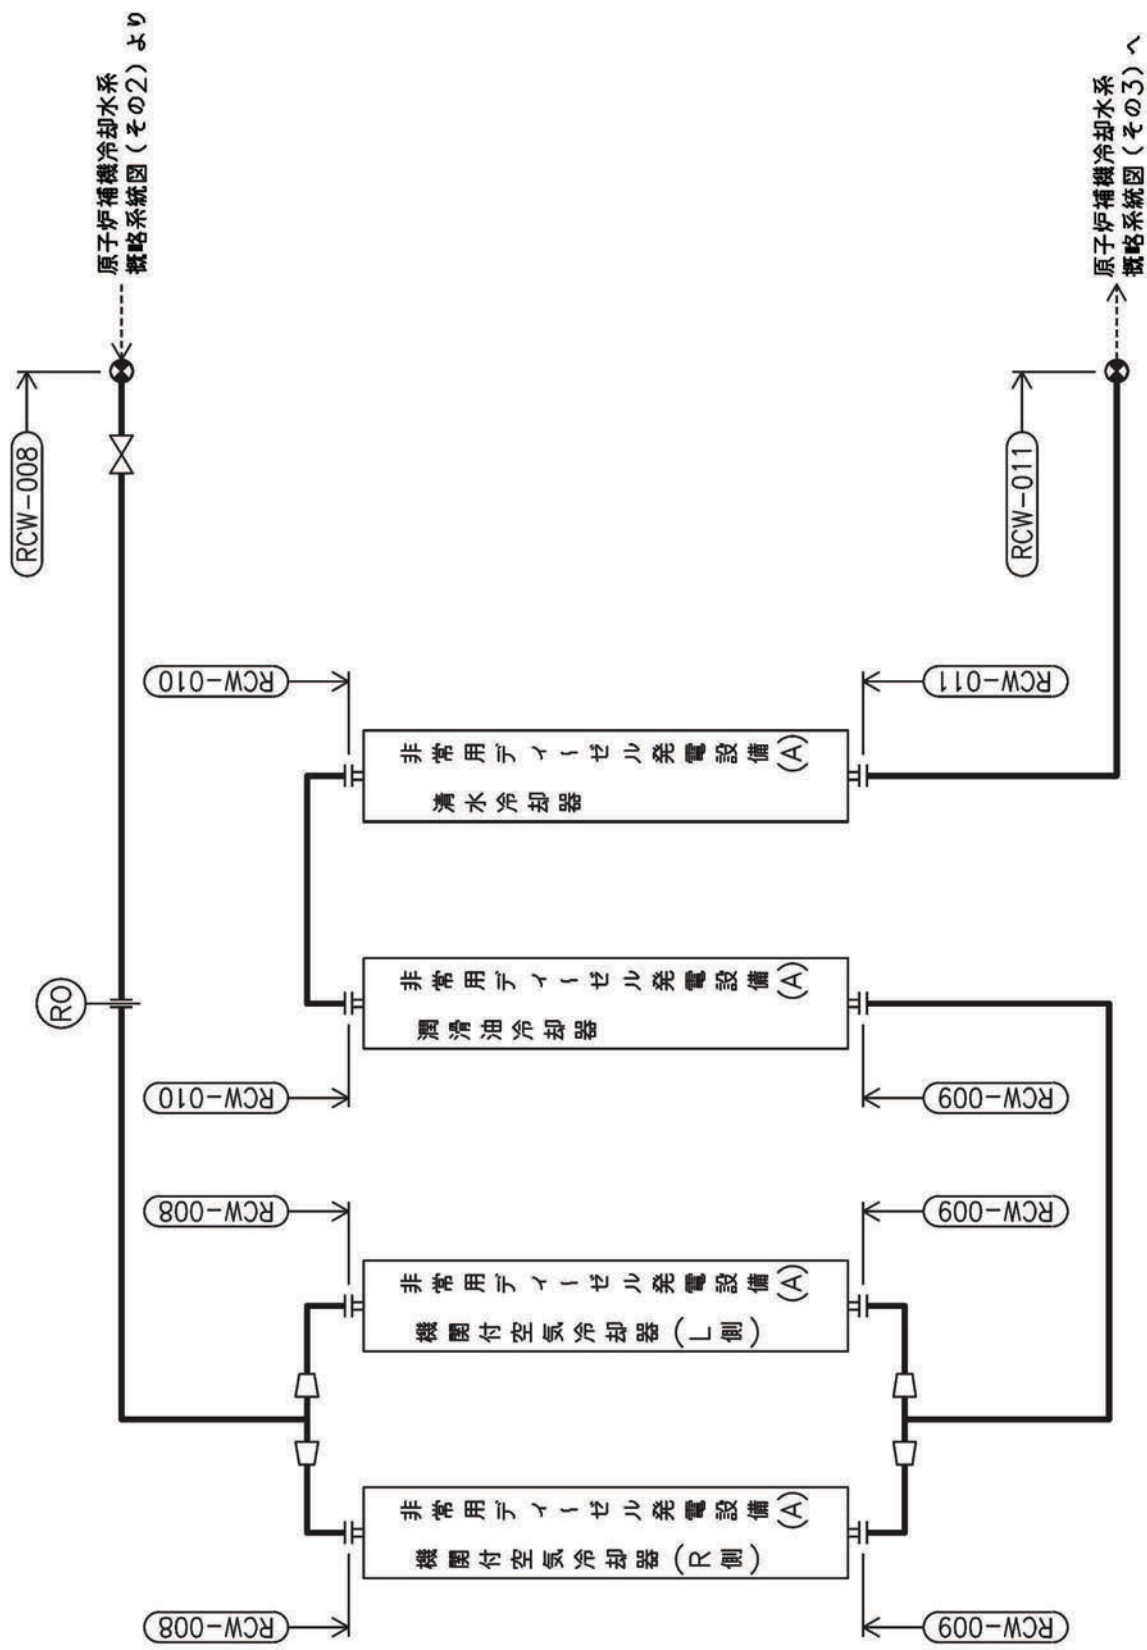 原子炉補機冷却水系
概略系統図(その2)より
RCW-008
RO
RCW-008
RCW-008
RCW-010
RCW-010
非常用ディーゼル発電設備(A)
機関付空気冷却器(R側)
非常用ディーゼル発電設備(A)
機関付空気冷却器(L側)
非常用ディーゼル発電設備(A)
潤滑油冷却器
非常用ディーゼル発電設備(A)
清水冷却器
RCW-009
RCW-009
RCW-009
RCW-011
RCW-011
原子炉補機冷却水系
概略系統図(その3)へ